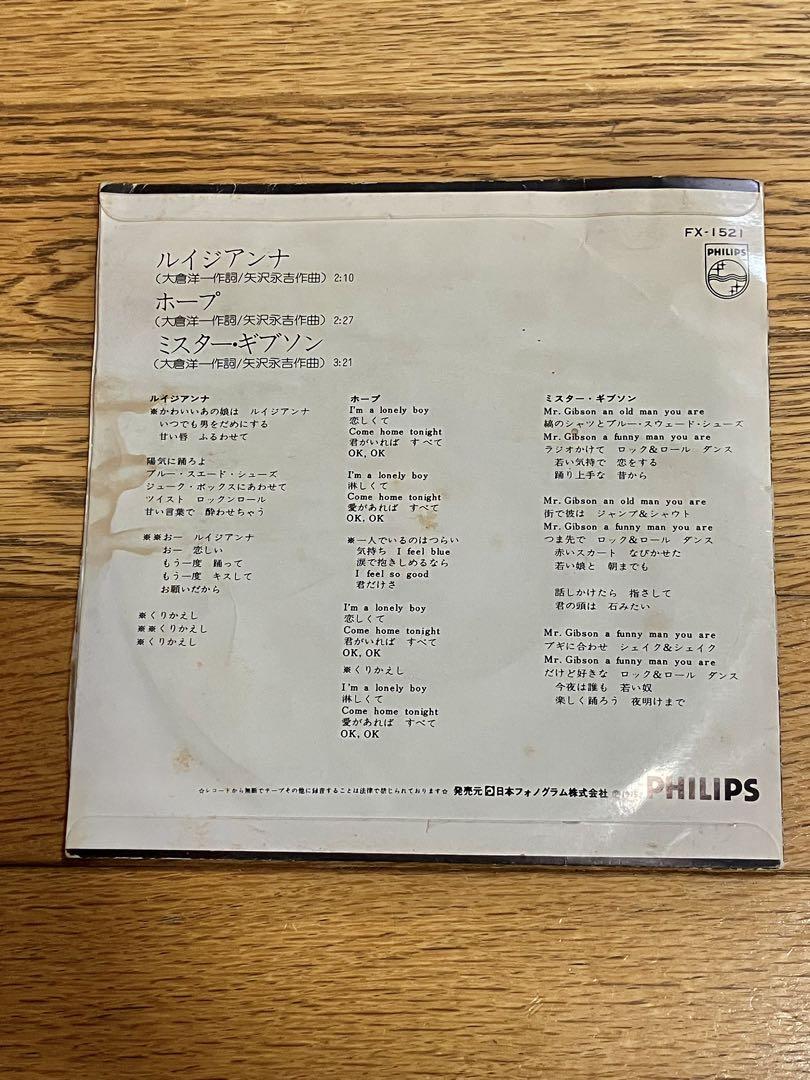 FX-1521
PHILIPS
ルイジアンナ
(大倉洋一作詞/矢沢永吉作曲) 2:10
ホープ
(大倉洋一作詞/矢沢永吉作曲) 2:27
ミスター・ギブソン
(大倉洋一作詞/矢沢永吉作曲) 3:21
ルイジアンナ
※かわいいあの娘は ルイジアンナ
いつでも男をだめにする
甘い唇 ふるわせて
陽気に踊ろよ
ブルー・スエード・シューズ
ジューク・ボックスにあわせて
ツイスト ロックンロール
甘い言葉で 酔わせちゃう
※※おー ルイジアンナ
おー 恋しい
もう一度 踊って
もう一度 キスして
お願いだから
※くりかえし
※※くりかえし
※くりかえし
ホープ
I'm a lonely boy
恋しくて
Come home tonight
君がいれば すべて
OK, OK
I'm a lonely boy
淋しくて
Come home tonight
愛があれば すべて
OK, OK
※一人でいるのはつらい
気持ち I feel blue
涙で抱きしめるなら
I feel so good
君だけさ
I'm a lonely boy
恋しくて
Come home tonight
君がいれば すべて
OK, OK
※くりかえし
I'm a lonely boy
淋しくて
Come home tonight
愛があれば すべて
OK, OK
ミスター・ギブソン
Mr. Gibson an old man you are
縞のシャツとブルー・スウェード・シューズ
Mr. Gibson a funny man you are
ラジオかけて ロック&ロール ダンス
若い気持で 恋をする
踊り上手な 昔から
Mr. Gibson an old man you are
街で彼は ジャンプ&シャウト
Mr. Gibson a funny man you are
つま先で ロック&ロール ダンス
赤いスカート なびかせた
若い娘と 朝までも
話しかけたら 指さして
君の頭は 石みたい
Mr. Gibson a funny man you are
ブギに合わせ シェイク&シェイク
Mr. Gibson a funny man you are
だけど好きな ロック&ロール ダンス
今夜は誰も 若い奴
楽しく踊ろう 夜明けまで
☆レコードから無断でテープその他に録音することは法律で禁じられております☆ 発売元 日本フォノグラム株式会社 PHILIPS